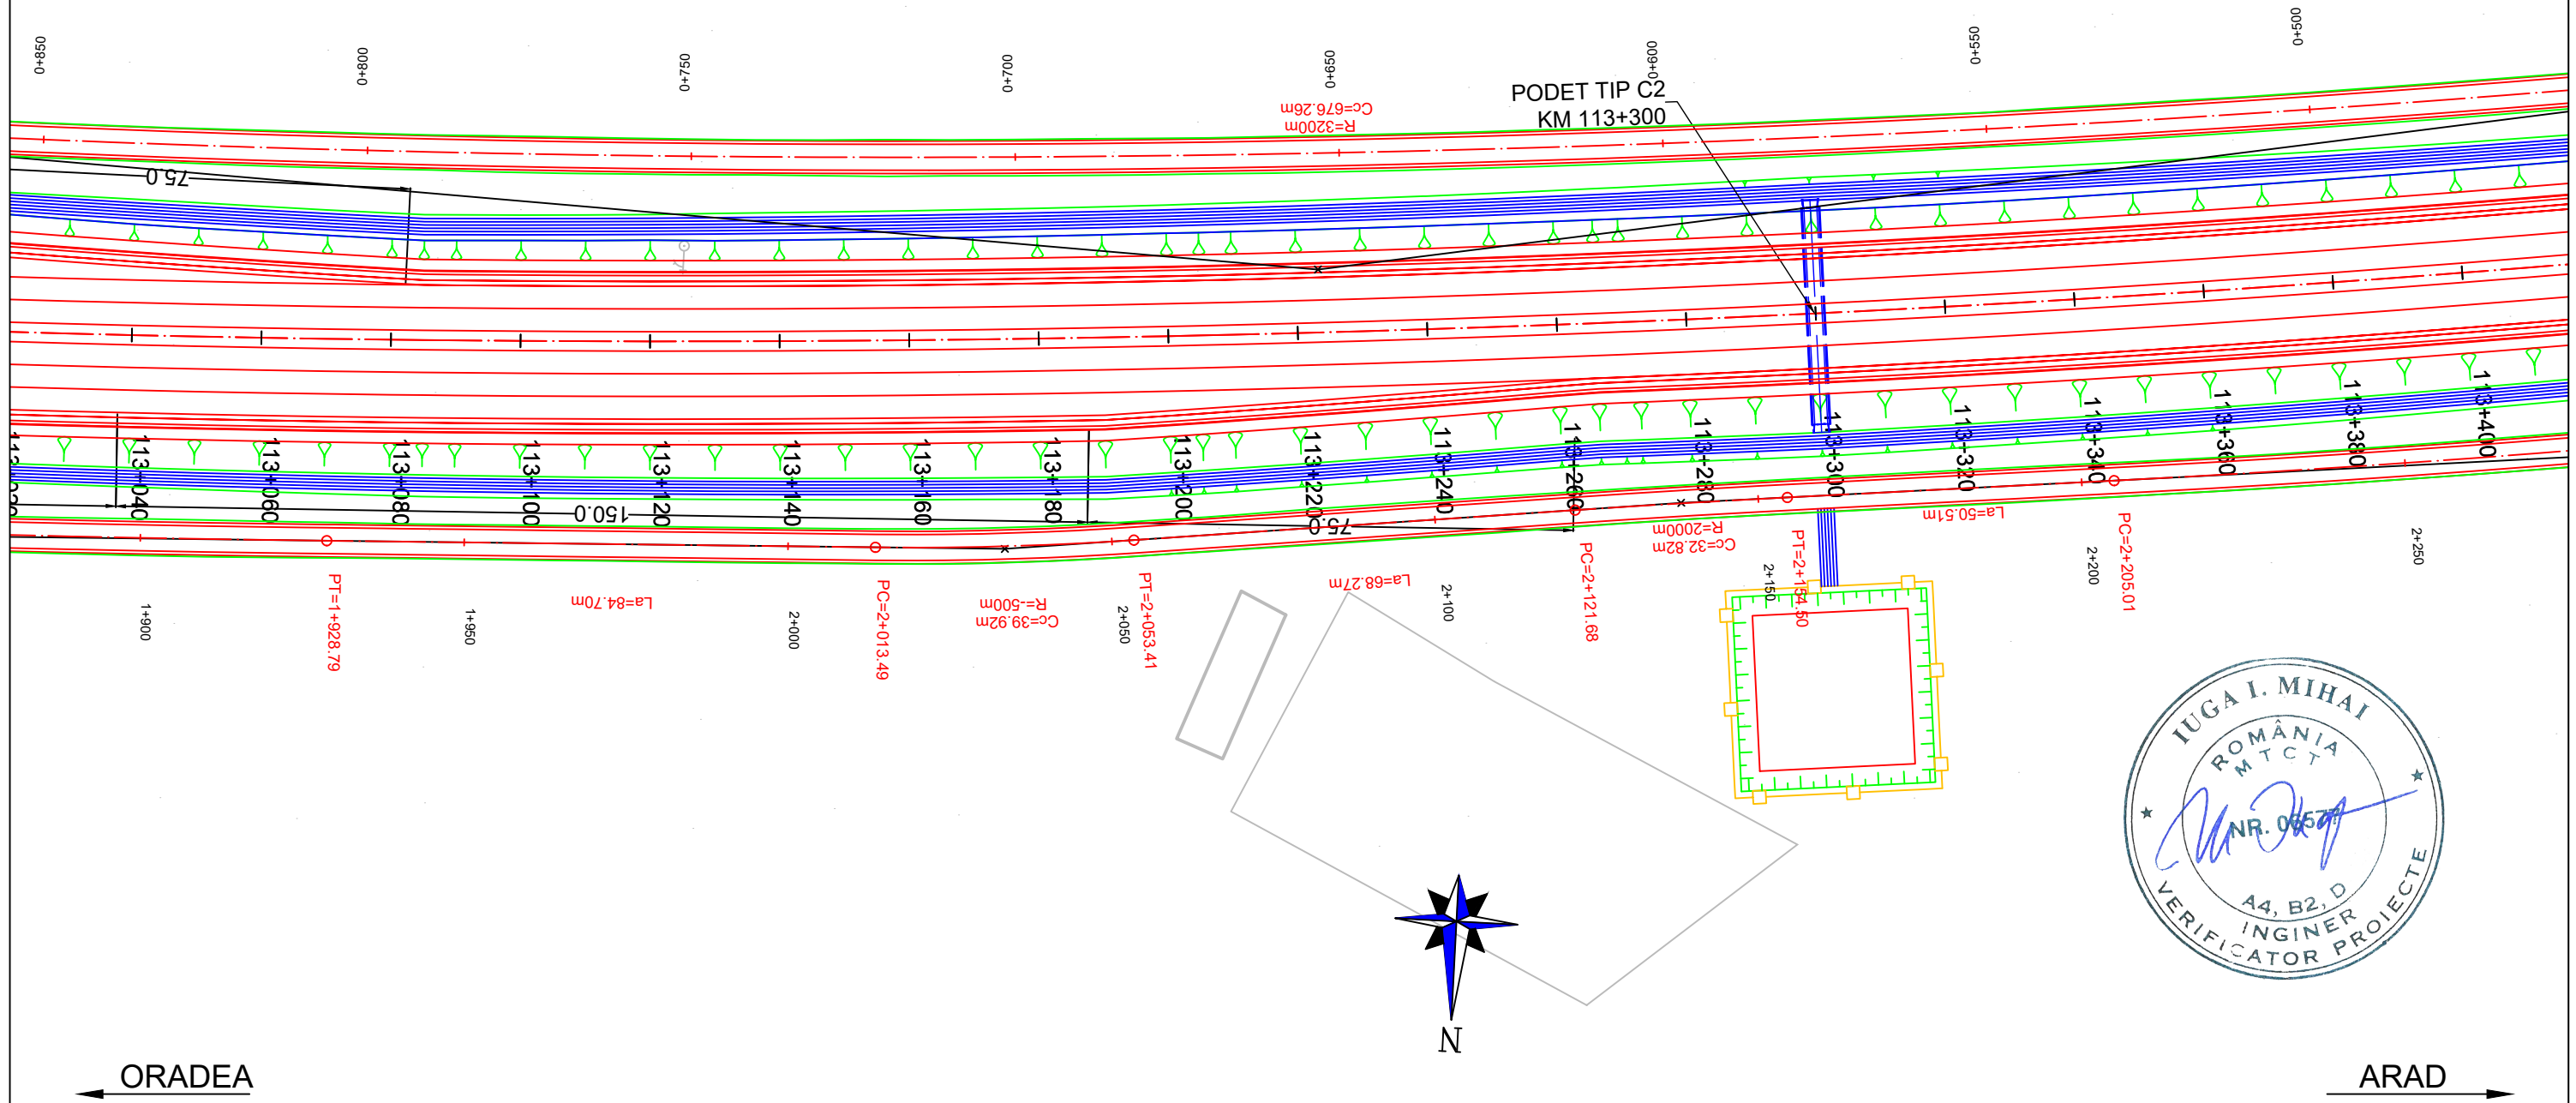 0+850
0+800
0+750
0+700
0+650
0+600
0+550
0+500
PODET TIP C2
KM 113+300
R=3200m
Cc=676.26m
75.0
113+040
113+060
113+080
113+100
113+120
113+140
113+160
113+180
113+200
113+220
113+240
113+260
113+280
113+300
113+320
113+340
113+360
113+380
113+400
150.0
75.0
PT=1+928.79
La=84.70m
PC=2+013.49
R=-500m
Cc=39.92m
PT=2+053.41
La=68.27m
PC=2+121.68
R=2000m
Cc=32.82m
PT=2+154.50
La=50.51m
PC=2+205.01
1+900
1+950
2+000
2+050
2+100
2+150
2+200
2+250
IUGA I. MIHAI
ROMÂNIA
MTCT
NR. 06577
A4, B2, D
INGINER
VERIFICATOR PROIECTE
N
ORADEA
ARAD